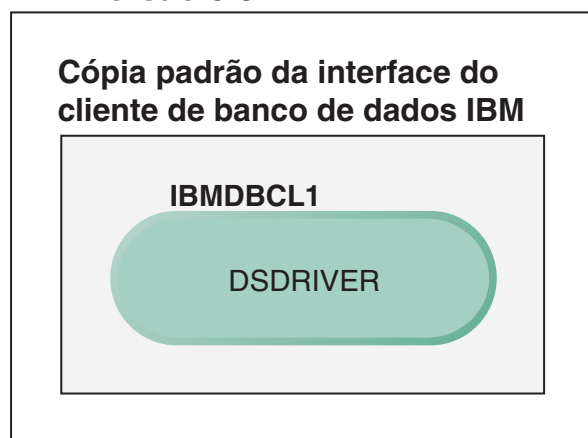 Cópia padrão da interface do
cliente de banco de dados IBM
IBMDBCL1
DSDRIVER